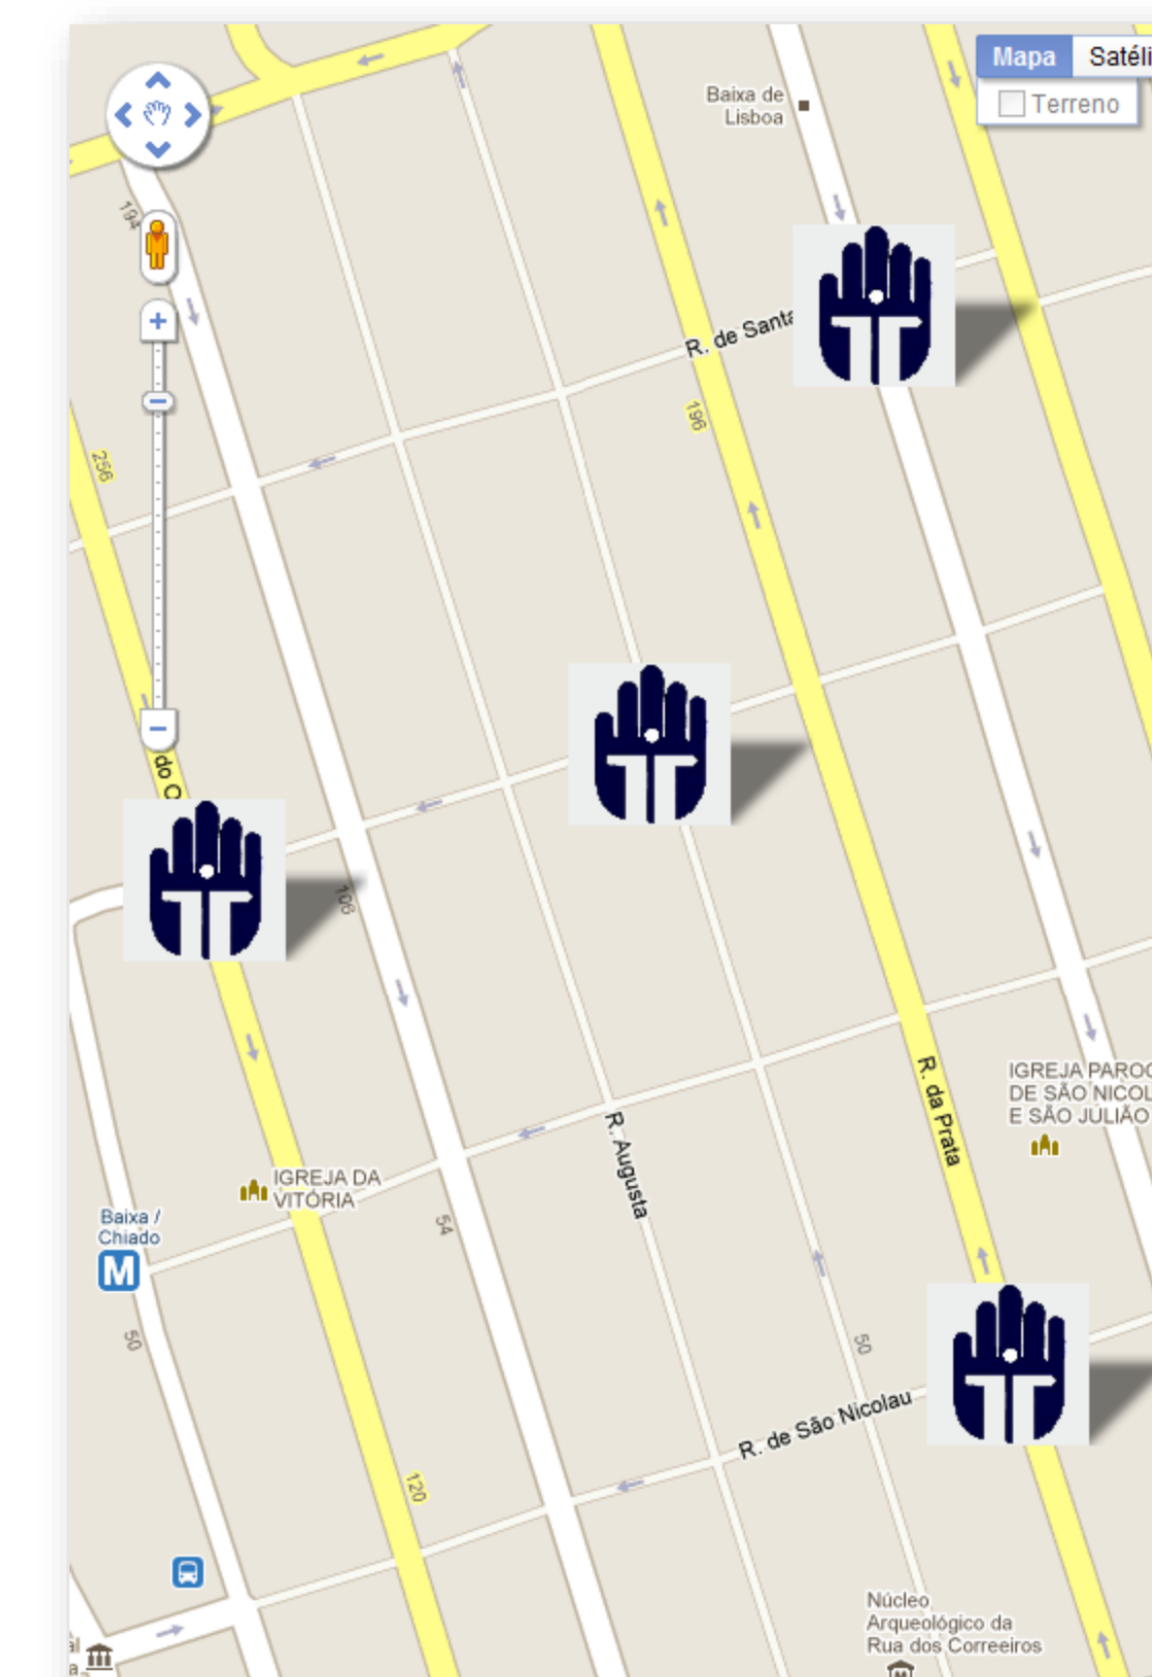 Mapa
Satéli
Terreno
Baixa de
Lisboa
194
R. de Santa
196
256
do C
106
R. da Prata
IGREJA PAROC
DE SÃO NICOL
E SÃO JÚLIÃO
R. Augusta
IGREJA DA
VITÓRIA
Baixa /
Chiado
M
54
50
50
R. de São Nicolau
120
Núcleo
Arqueológico da
Rua dos Correeiros
al
a